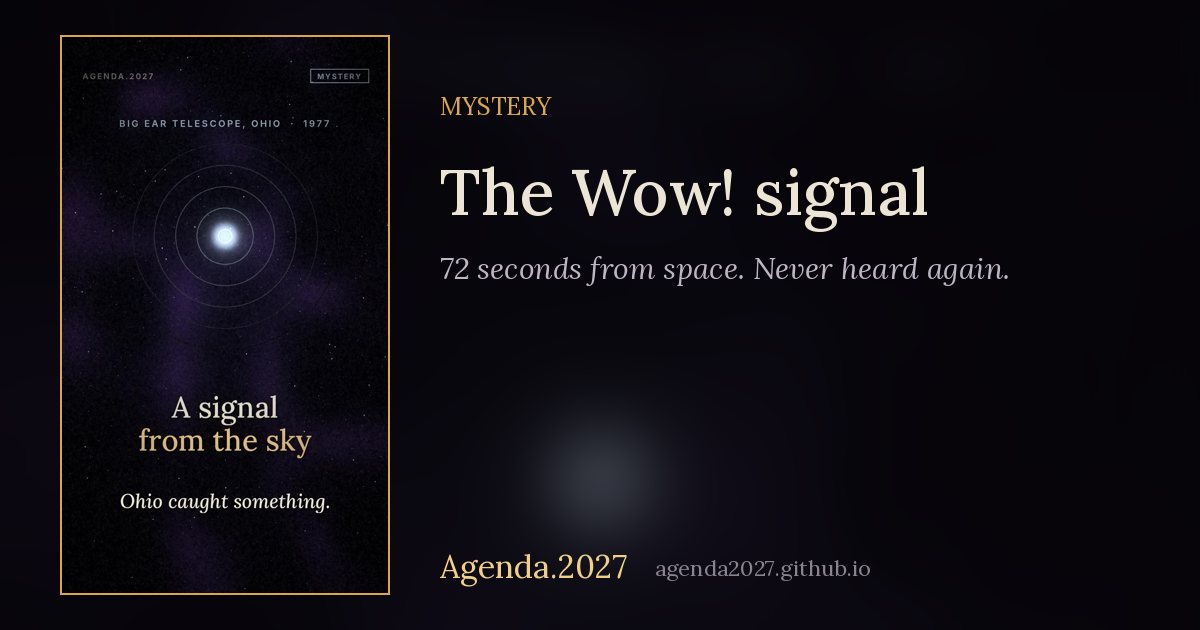 AGENDA.2027
MYSTERY
BIG EAR TELESCOPE, OHIO · 1977
A signal
from the sky
Ohio caught something.
MYSTERY
The Wow! signal
72 seconds from space. Never heard again.
Agenda.2027 agenda2027.github.io